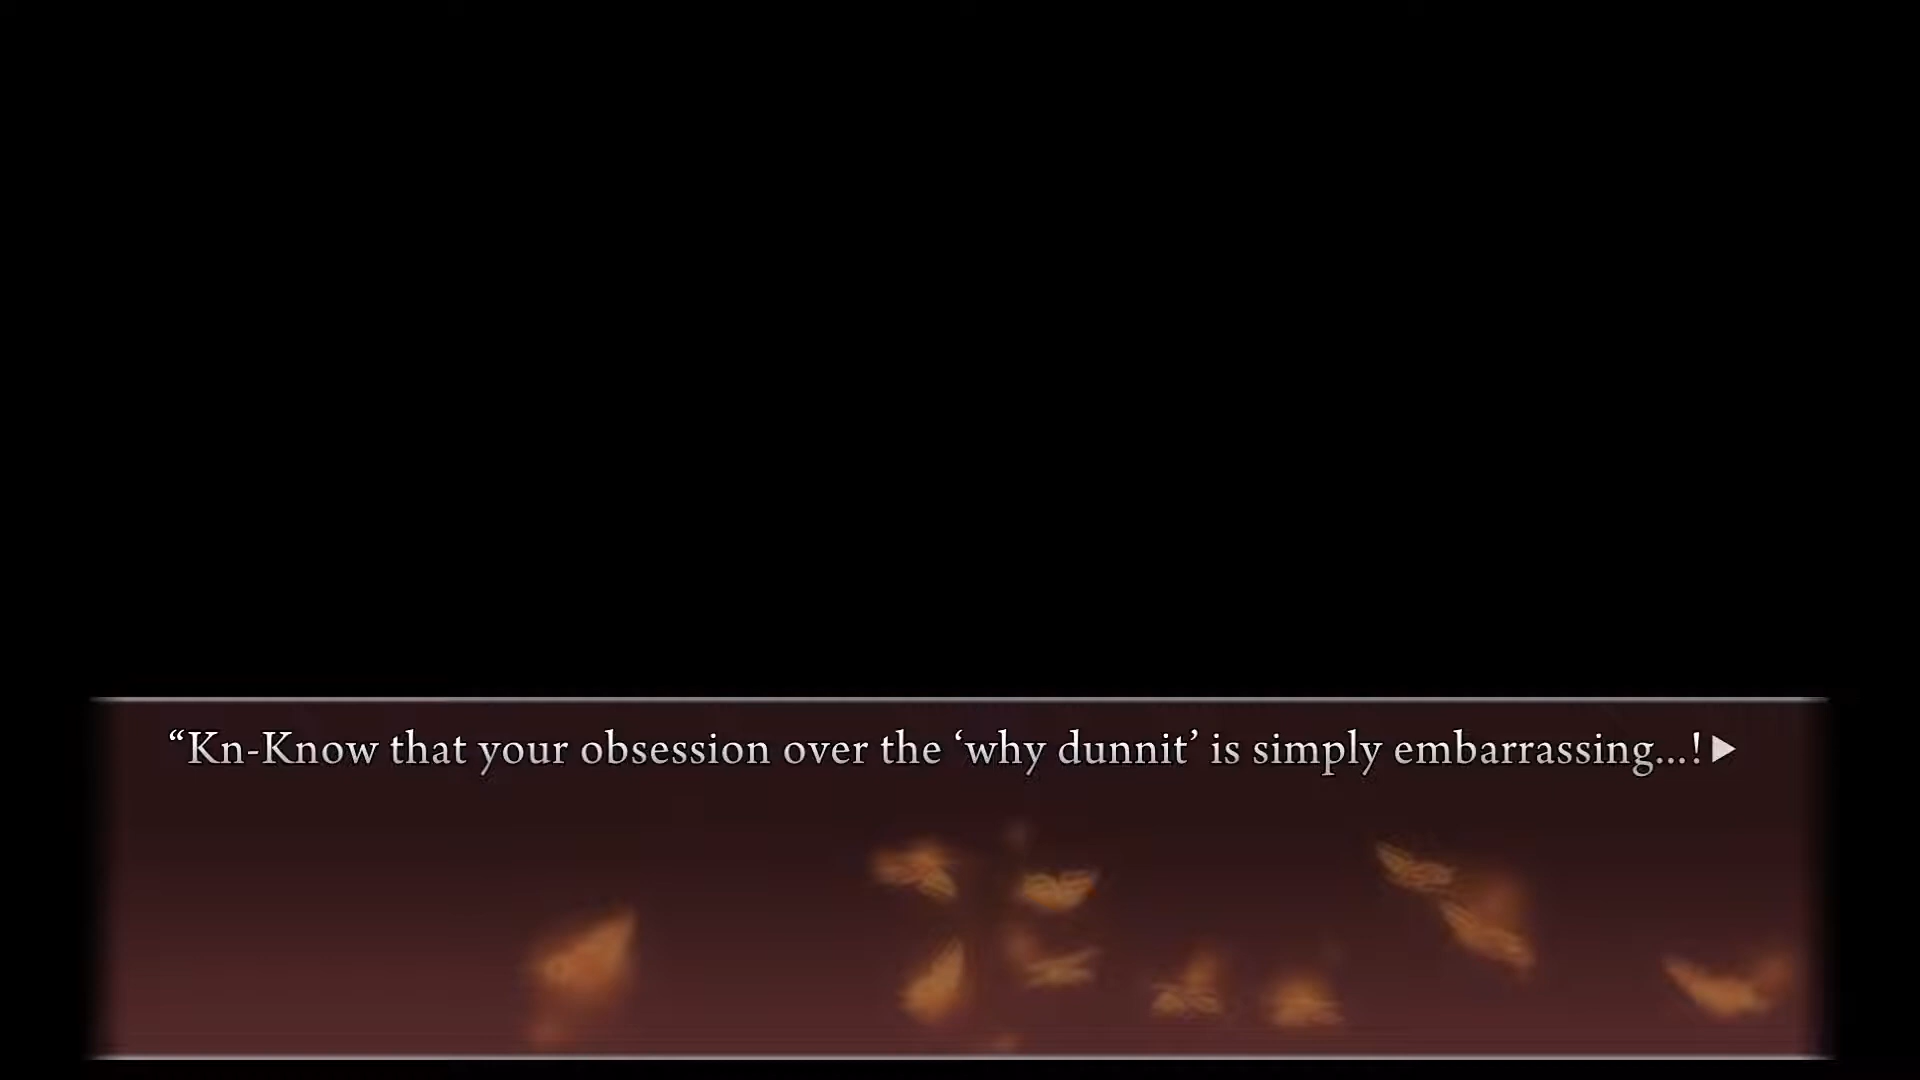 “Kn-Know that your obsession over the ‘why dunnit’ is simply embarrassing...!